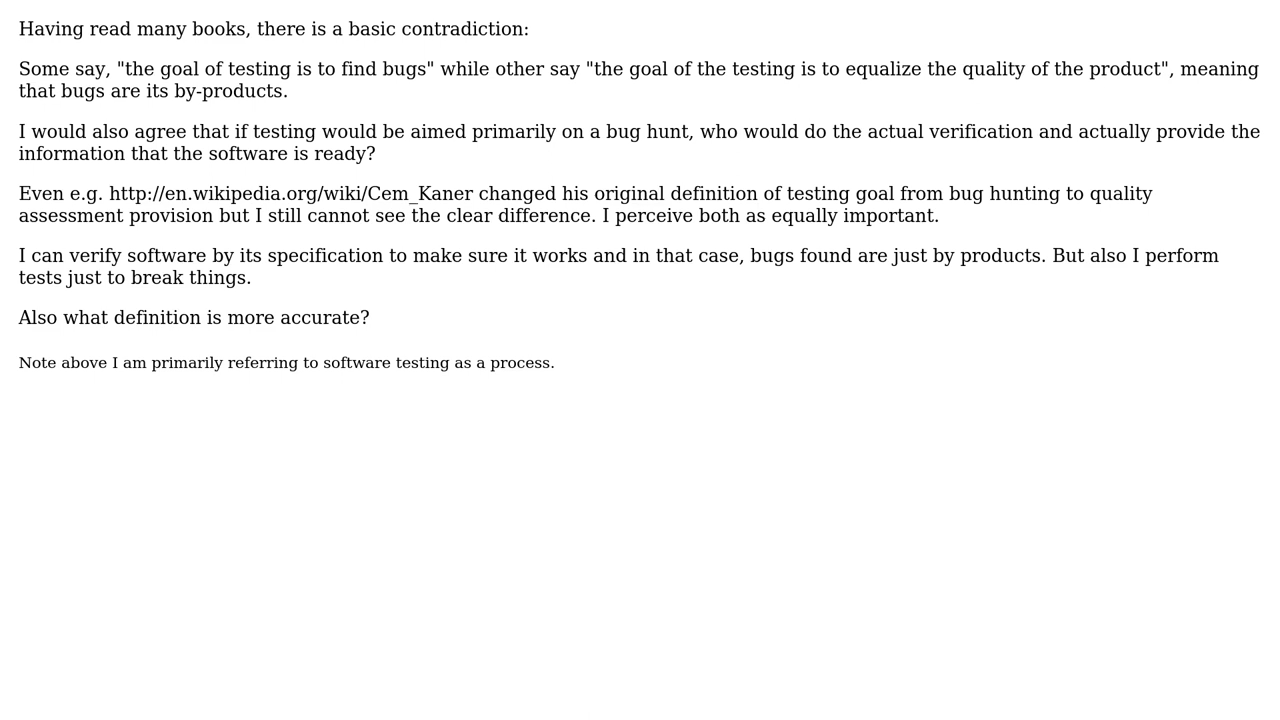 Having read many books, there is a basic contradiction:
Some say, "the goal of testing is to find bugs" while other say "the goal of the testing is to equalize the quality of the product", meaning
that bugs are its by-products.
I would also agree that if testing would be aimed primarily on a bug hunt, who would do the actual verification and actually provide the
information that the software is ready?
Even e.g. http://en.wikipedia.org/wiki/Cem_Kaner changed his original definition of testing goal from bug hunting to quality
assessment provision but I still cannot see the clear difference. I perceive both as equally important.
I can verify software by its specification to make sure it works and in that case, bugs found are just by products. But also I perform
tests just to break things.
Also what definition is more accurate?
Note above I am primarily referring to software testing as a process.